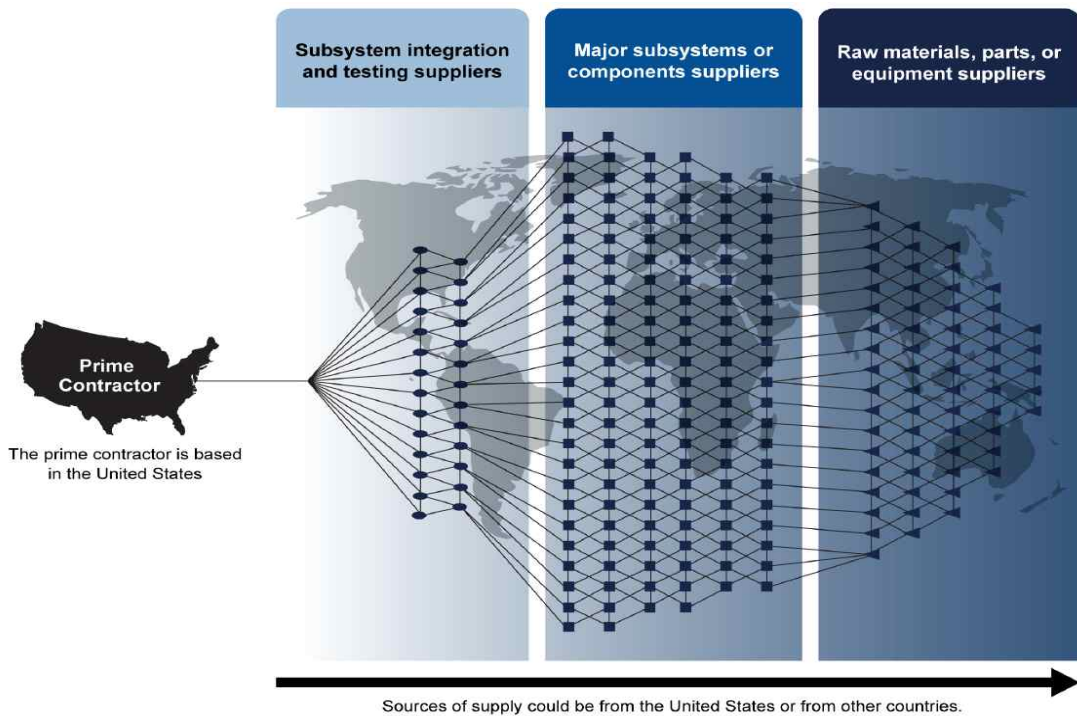 Subsystem integration
and testing suppliers
Major subsystems or
components suppliers
Raw materials, parts, or
equipment suppliers
Prime
Contractor
The prime contractor is based
in the United States
Sources of supply could be from the United States or from other countries.